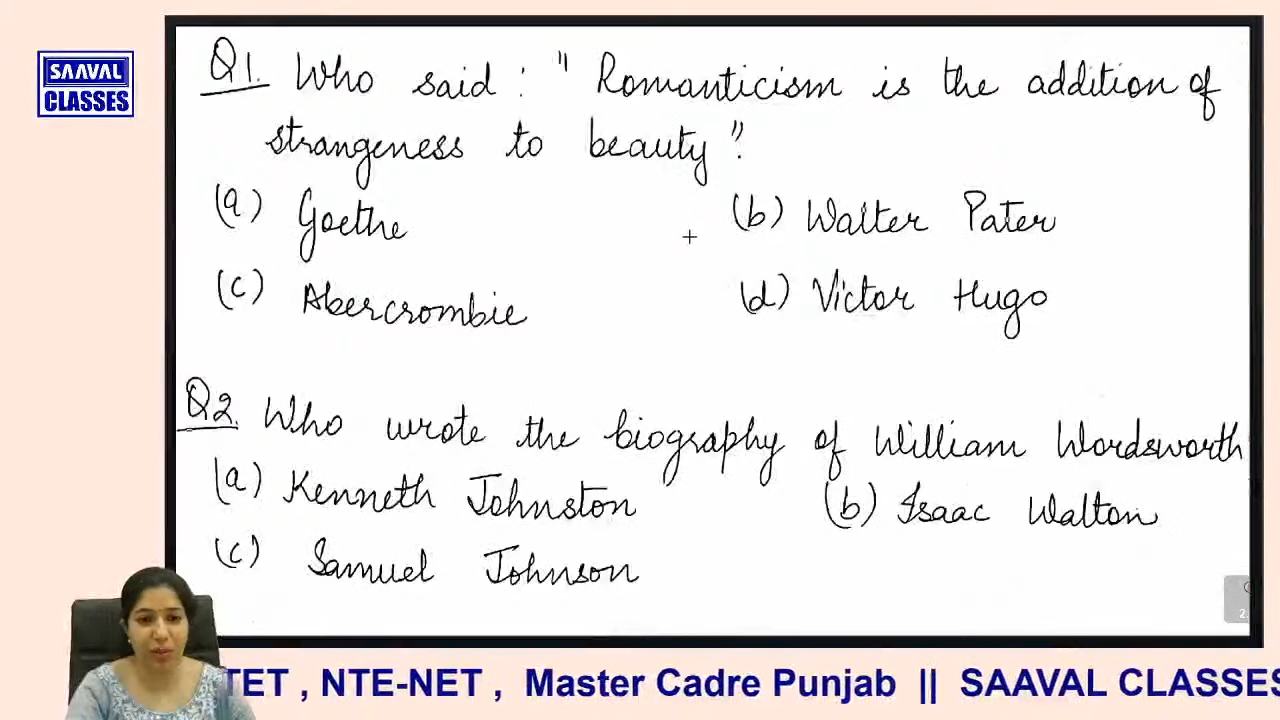 SAAVAL
CLASSES
Q1. Who said : " Romanticism is the addition of
strangeness to beauty"?
(a) Goethe
(b) Walter Pater
(c) Abercrombie
(d) Victor Hugo
Q2. Who wrote the biography of William Wordsworth
(a) Kenneth Johnston
(b) Isaac Walton
(c) Samuel Johnson
TET , NTE-NET , Master Cadre Punjab || SAAVAL CLASSES